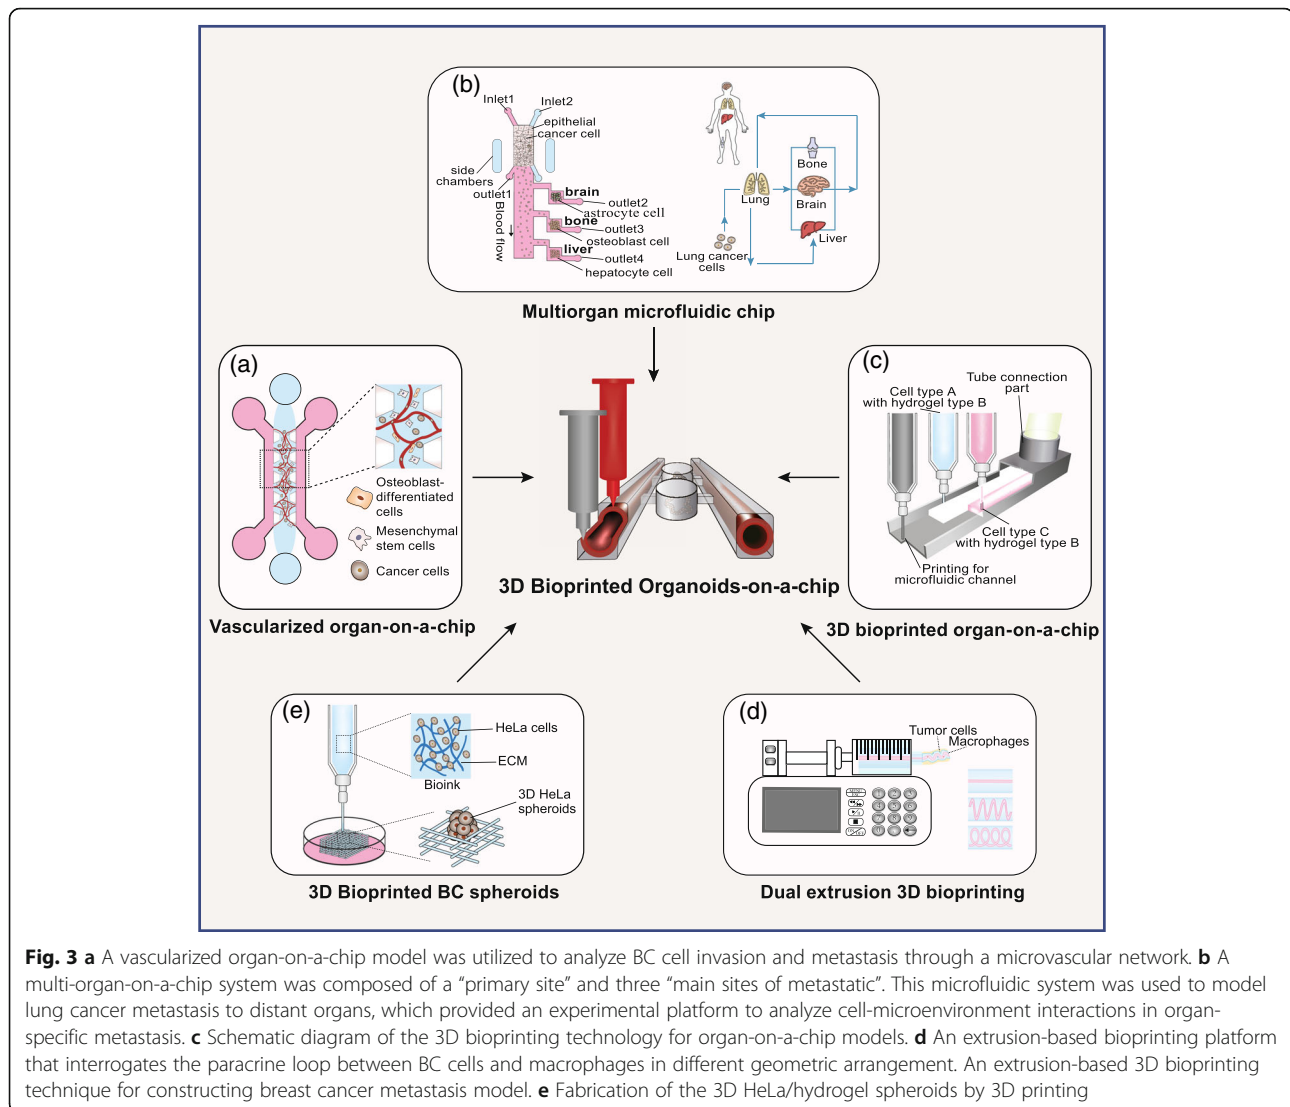 (b)
Inlet1
Inlet2
epithelial
cancer cell
side
chambers
outlet1
Blood flow
brain
outlet2
astrocyte cell
bone
outlet3
osteoblast cell
liver
outlet4
hepatocyte cell
Lung
Lung cancer
cells
Bone
Brain
Liver
Multiorgan microfluidic chip
(a)
Osteoblast-
differentiated
cells
Mesenchymal
stem cells
Cancer cells
Vascularized organ-on-a-chip
3D Bioprinted Organoids-on-a-chip
(c)
Tube connection
part
Cell type A
with hydrogel type B
Cell type C
with hydrogel type B
Printing for
microfluidic channel
3D bioprinted organ-on-a-chip
(e)
HeLa cells
ECM
Bioink
3D HeLa
spheroids
3D Bioprinted BC spheroids
(d)
Tumor cells
Macrophages
Dual extrusion 3D bioprinting
Fig. 3 a A vascularized organ-on-a-chip model was utilized to analyze BC cell invasion and metastasis through a microvascular network. b A
multi-organ-on-a-chip system was composed of a “primary site” and three “main sites of metastatic”. This microfluidic system was used to model
lung cancer metastasis to distant organs, which provided an experimental platform to analyze cell-microenvironment interactions in organ-
specific metastasis. c Schematic diagram of the 3D bioprinting technology for organ-on-a-chip models. d An extrusion-based bioprinting platform
that interrogates the paracrine loop between BC cells and macrophages in different geometric arrangement. An extrusion-based 3D bioprinting
technique for constructing breast cancer metastasis model. e Fabrication of the 3D HeLa/hydrogel spheroids by 3D printing